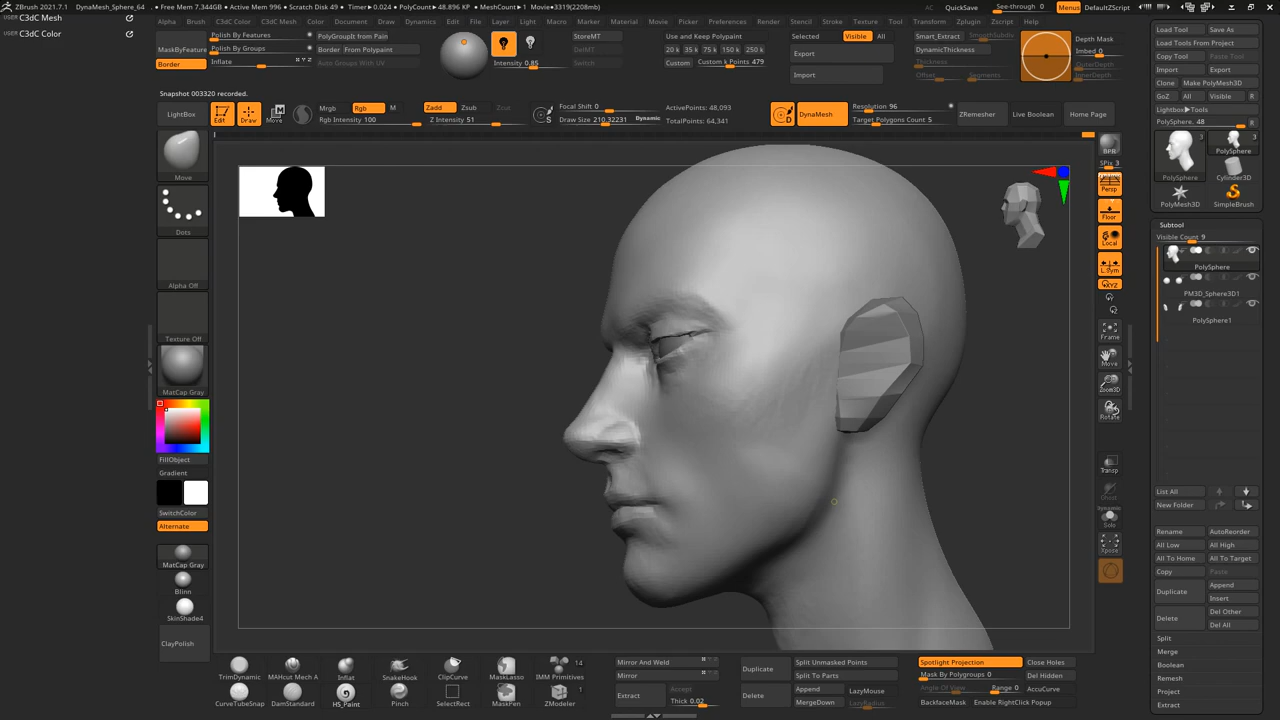 ZBrush 2021.7.1 DynaMesh_Sphere_64 • Free Mem 7.344GB • Active Mem 996 • Scratch Disk 49 • Timer▸0.024 • PolyCount▸48.896 KP • MeshCount▸1 Movie▸3319(2208mb) AC QuickSave See-through 0 Menus DefaultZScript
USER C3dC Mesh
USER C3dC Color
Alpha Brush C3dC Color C3dC Mesh Color Document Draw Dynamics Edit File Layer Light Macro Marker Material Movie Picker Preferences Render Stencil Stroke Texture Tool Transform Zplugin Zscript Help
MaskByFeature
Border
Polish By Features
Polish By Groups
Inflate
PolyGroupIt from Pain
Border From Polypaint
Auto Groups With UV
Intensity 0.85
StoreMT
DelMT
Switch
Use and Keep Polypaint
20 k 35 k 75 k 150 k 250 k
Custom Custom k Points 479
Selected Visible All
Export
Import
Smart_Extract SmoothSubdiv
DynamicThickness
Thickness
Offset Segments
Depth Mask
Imbed 0
OuterDepth
InnerDepth
Snapshot 003320 recorded.
LightBox Edit Draw Move
Mrgb Rgb M
Rgb Intensity 100
Zadd Zsub Zcut
Z Intensity 51
S
Focal Shift 0
Draw Size 210.32231 Dynamic
ActivePoints: 48,093
TotalPoints: 64,341
D
DynaMesh
Resolution 96
Target Polygons Count 5
ZRemesher Live Boolean Home Page
Move
Dots
Alpha Off
Texture Off
MatCap Gray
FillObject
Gradient
SwitchColor
Alternate
MatCap Gray
Blinn
SkinShade4
ClayPolish
BPR
SPix 3
Persp
Floor
Local
L.Sym
XYZ
Frame
Move
Zoom3D
Rotate
Transp
Ghost
Dynamic
Solo
Xpose
Load Tool Save As
Load Tools From Project
Copy Tool Paste Tool
Import Export
Clone Make PolyMesh3D
GoZ All Visible R
Lightbox▸Tools
PolySphere. 48 R
3
PolySphere
3
PolySphere
Cylinder3D
PolyMesh3D
SimpleBrush
Subtool
Visible Count 9
PolySphere
PM3D_Sphere3D1
PolySphere1
List All
New Folder
Rename AutoReorder
All Low All High
All To Home All To Target
Copy Paste
Duplicate Append
Insert
Delete Del Other
Del All
Split
Merge
Boolean
Remesh
Project
Extract
TrimDynamic MAHcut Mech A Inflat SnakeHook ClipCurve MaskLasso IMM Primitives 14
CurveTubeSnap DamStandard HS_Paint Pinch SelectRect MaskPen ZModeler 1
Mirror And Weld
Mirror
Extract
Accept
Thick 0.02
Duplicate
Delete
Split Unmasked Points
Split To Parts
Append
MergeDown
LazyMouse
LazyRadius
Spotlight Projection
Mask By Polygroups 0
Angle Of View Range 0
BackfaceMask
Close Holes
Del Hidden
AccuCurve
Enable RightClick Popup